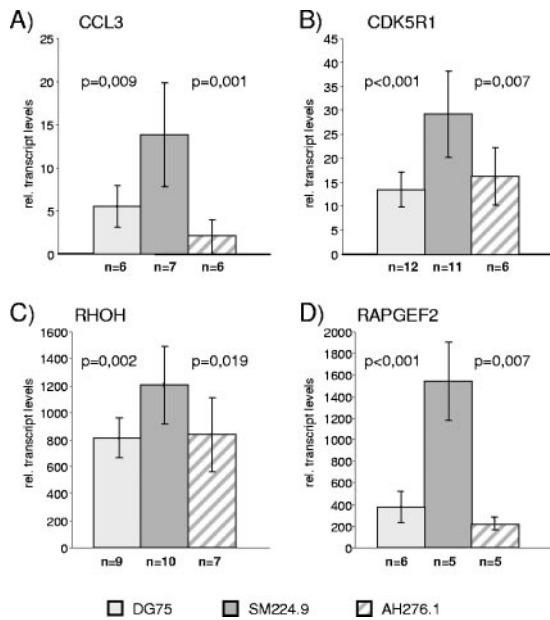 A) CCL3
rel. transcript levels
25
20
15
10
5
0
p=0,009 p=0,001
n=6 n=7 n=6
B) CDK5R1
rel. transcript levels
45
40
35
30
25
20
15
10
5
0
p<0,001 p=0,007
n=12 n=11 n=6
C) RHOH
rel. transcript levels
1600
1400
1200
1000
800
600
400
200
0
p=0,002 p=0,019
n=9 n=10 n=7
D) RAPGEF2
rel. transcript levels
2000
1800
1600
1400
1200
1000
800
600
400
200
0
p<0,001 p=0,007
n=6 n=5 n=5
DG75 SM224.9 AH276.1